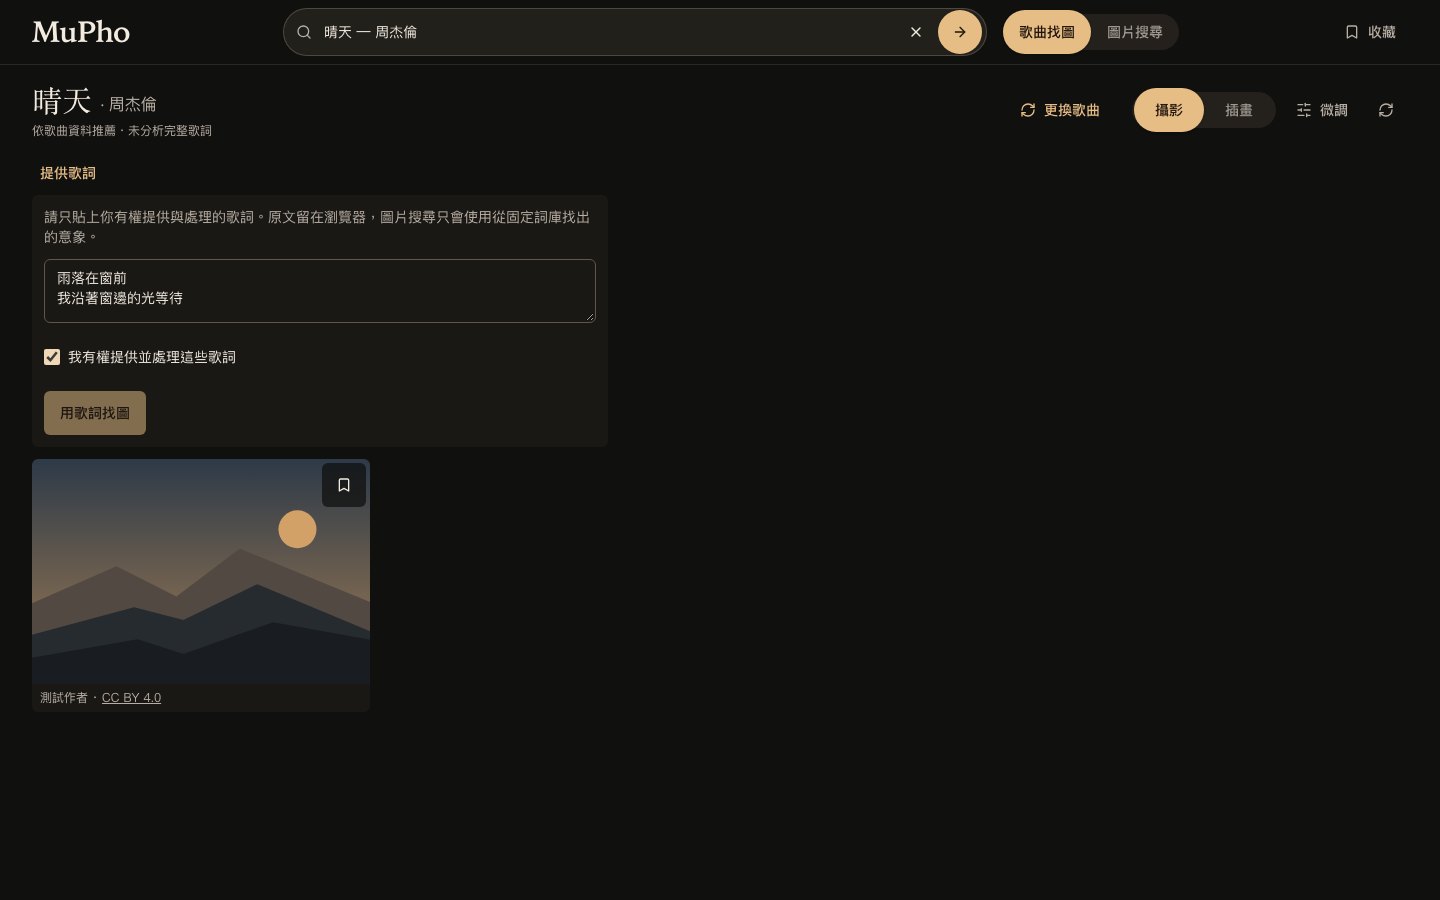 MuPho
晴天 — 周杰倫
歌曲找圖
圖片搜尋
收藏
晴天 · 周杰倫
依歌曲資料推薦・未分析完整歌詞
更換歌曲
攝影
插畫
微調
提供歌詞
請只貼上你有權提供與處理的歌詞。原文留在瀏覽器，圖片搜尋只會使用從固定詞庫找出
的意象。
雨落在窗前
我沿著窗邊的光等待
我有權提供並處理這些歌詞
用歌詞找圖
測試作者・CC BY 4.0